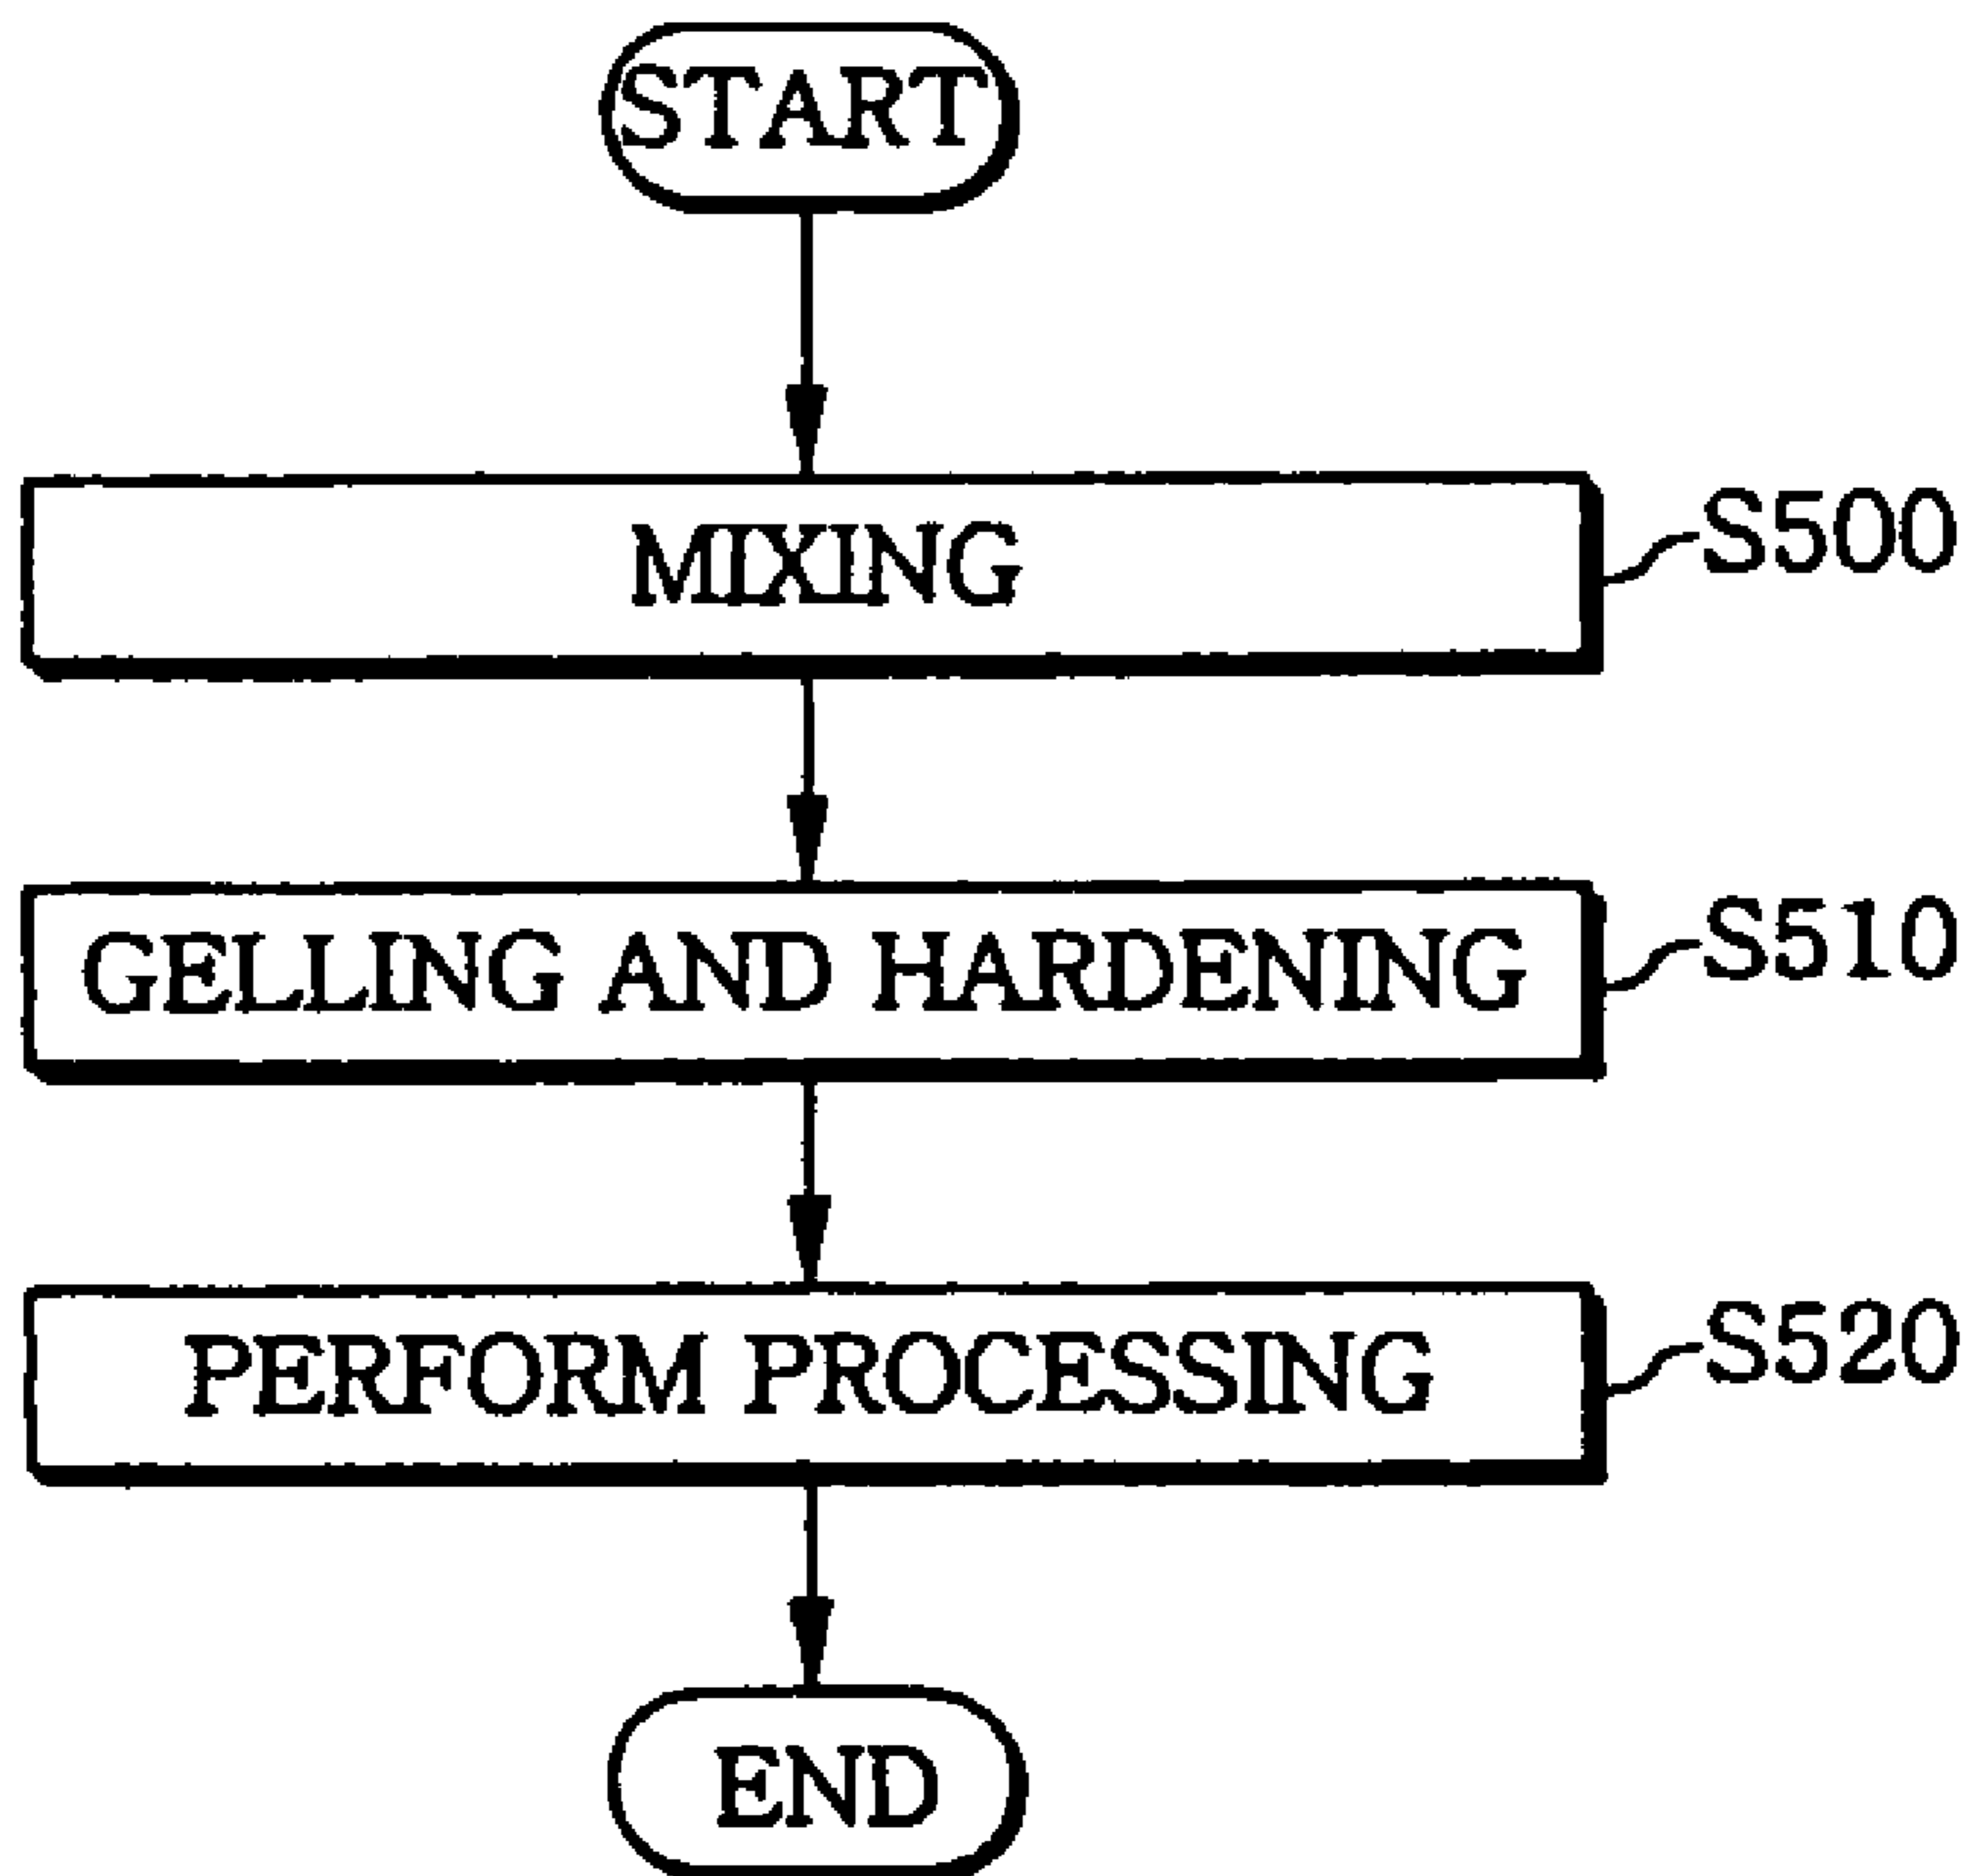 START
MIXING
S500
GELLING AND HARDENING
S510
PERFORM PROCESSING
S520
END